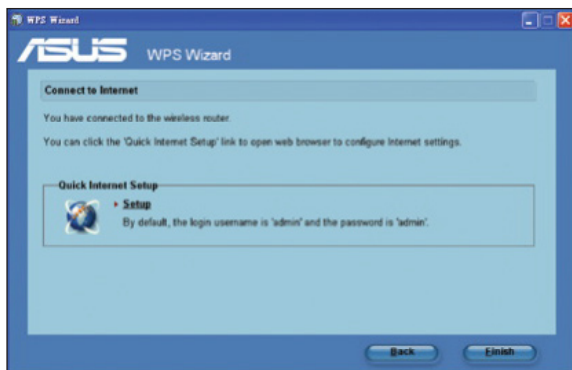 WPS Wizard
ASUS WPS Wizard
Connect to Internet
You have connected to the wireless router.
You can click the 'Quick Internet Setup' link to open web browser to configure Internet settings.
Quick Internet Setup
Setup
By default, the login username is 'admin' and the password is 'admin'.
Back Finish